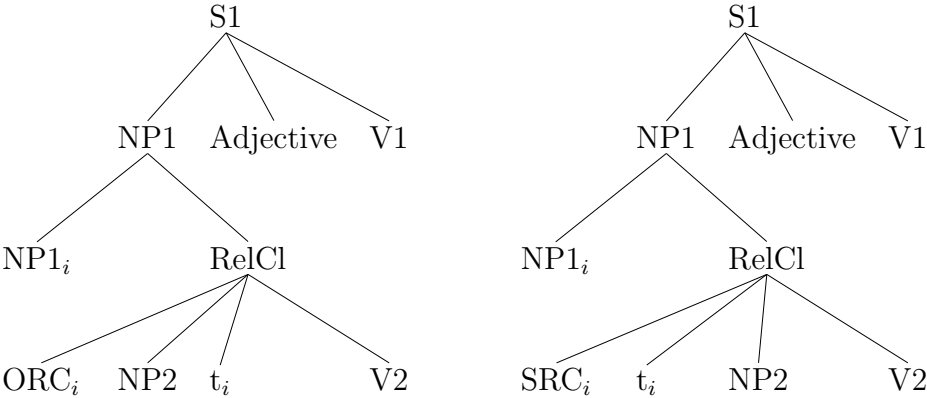 S1 S1
NP1 Adjective V1 NP1 Adjective V1
NP1i RelCl NP1i RelCl
ORCi NP2 ti V2 SRCi ti NP2 V2